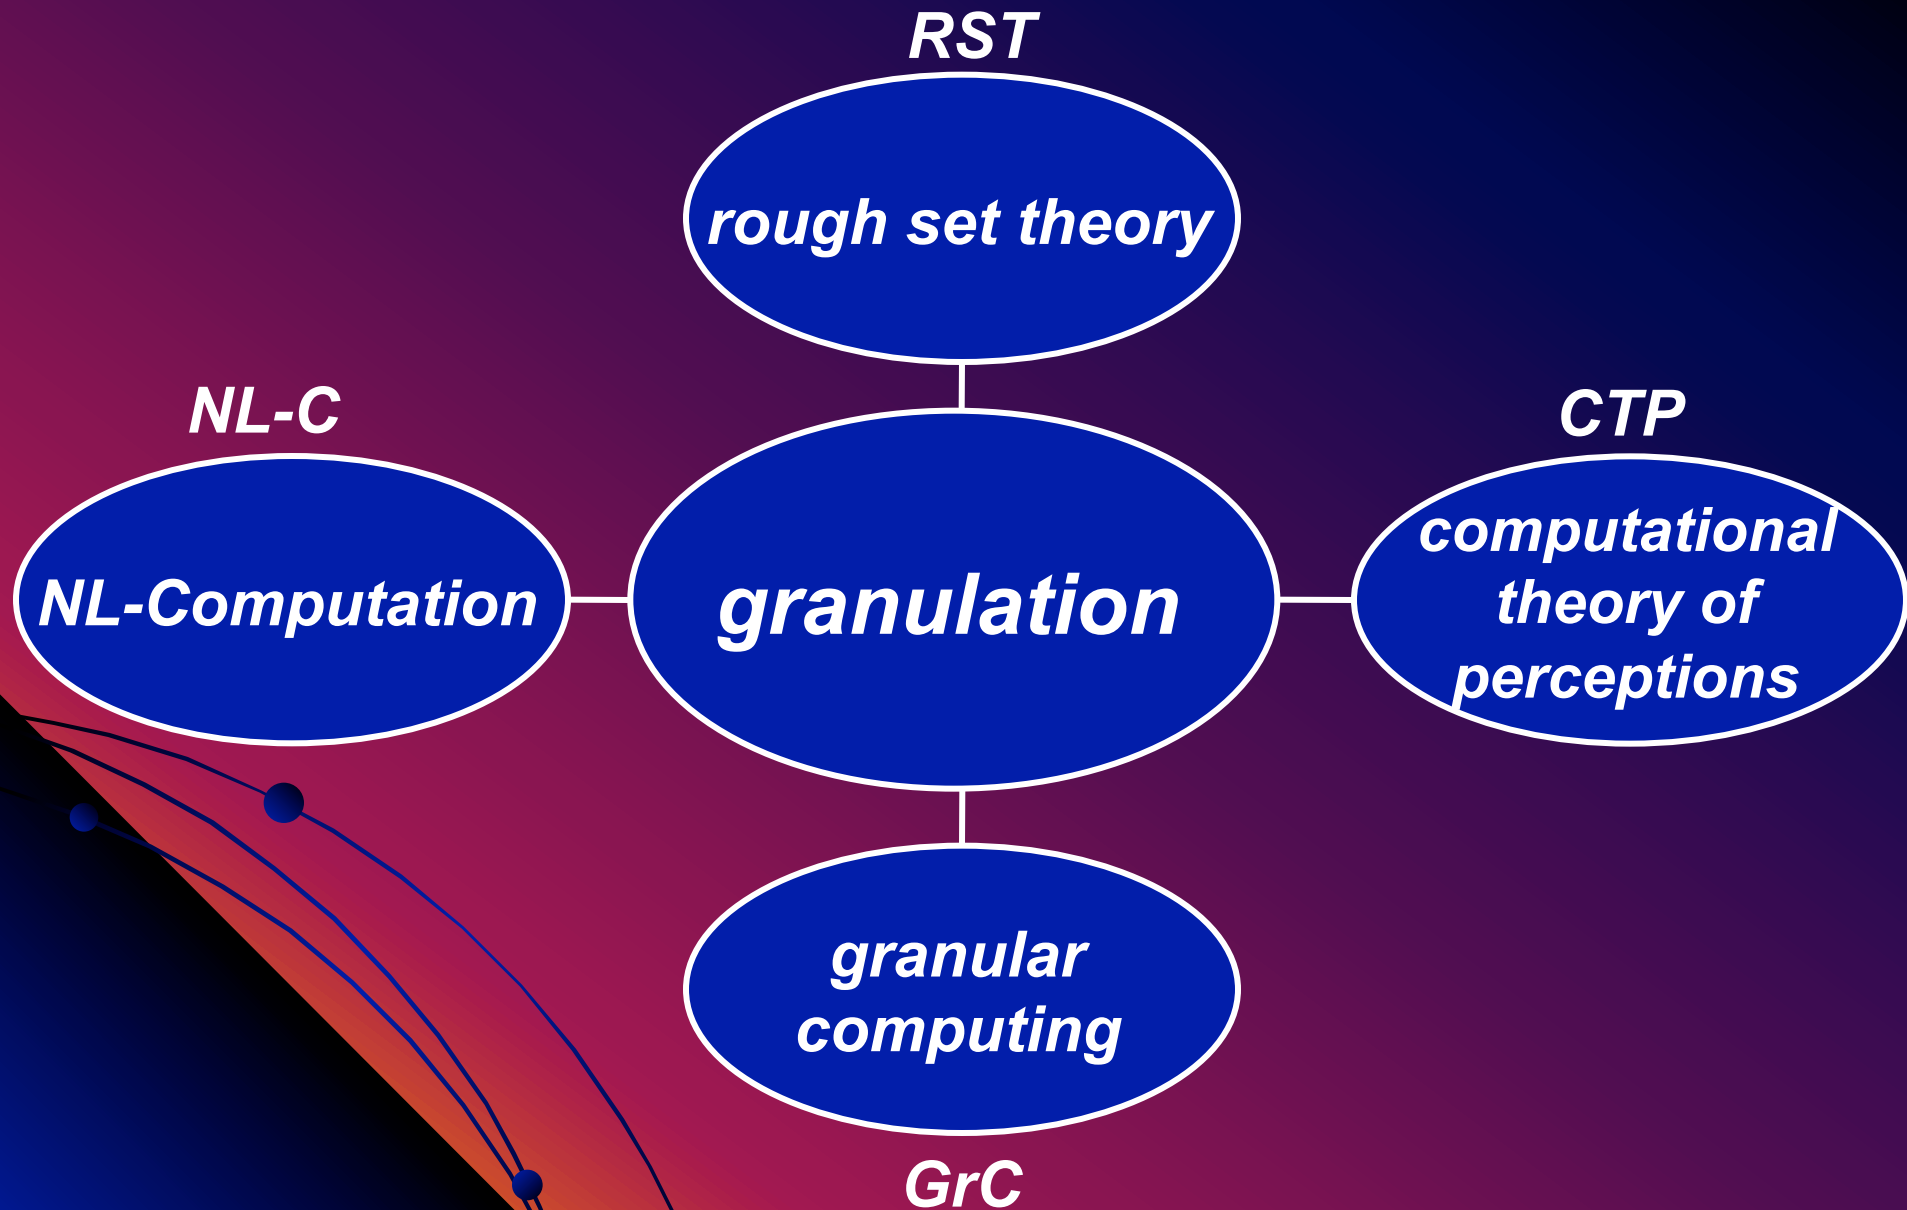 RST
rough set theory
NL-C
CTP
NL-Computation
granulation
computational
theory of
perceptions
granular
computing
GrC